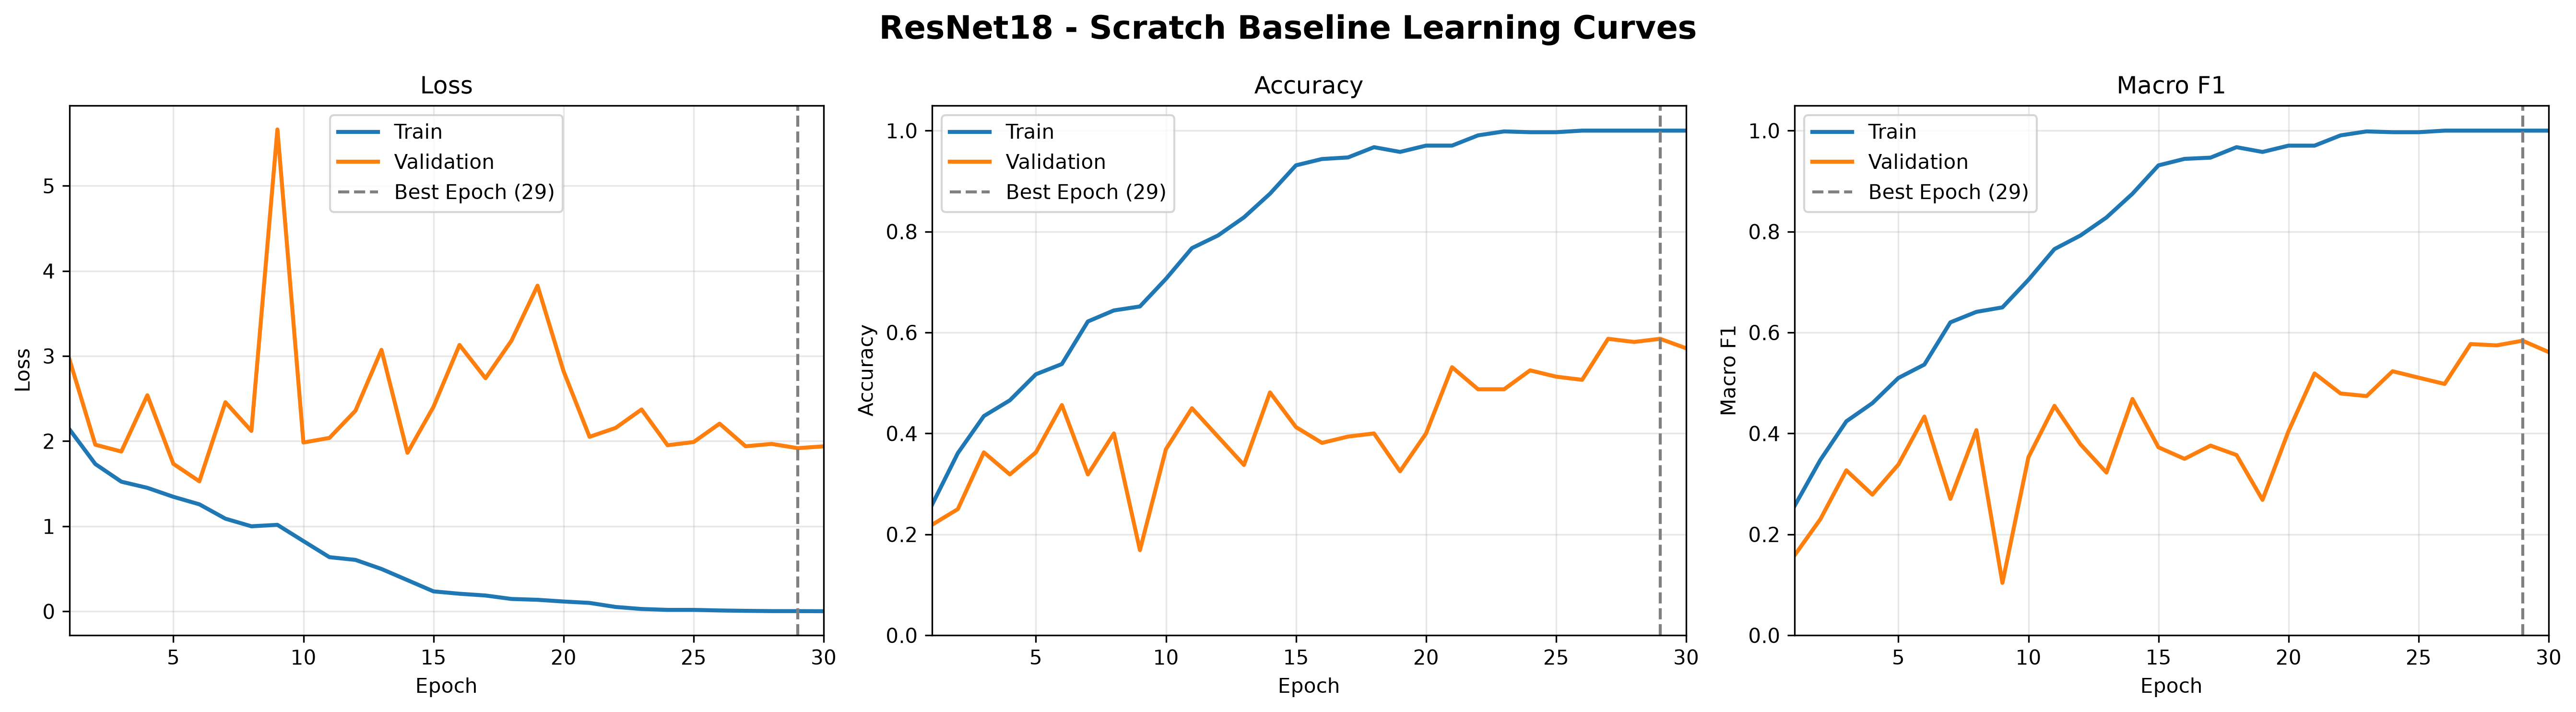 ResNet18 - Scratch Baseline Learning Curves
Loss
Train
Validation
Best Epoch (29)
Loss
5
4
3
2
1
0
5
10
15
20
25
30
Epoch
Accuracy
Train
Validation
Best Epoch (29)
Accuracy
1.0
0.8
0.6
0.4
0.2
0.0
5
10
15
20
25
30
Epoch
Macro F1
Train
Validation
Best Epoch (29)
Macro F1
1.0
0.8
0.6
0.4
0.2
0.0
5
10
15
20
25
30
Epoch